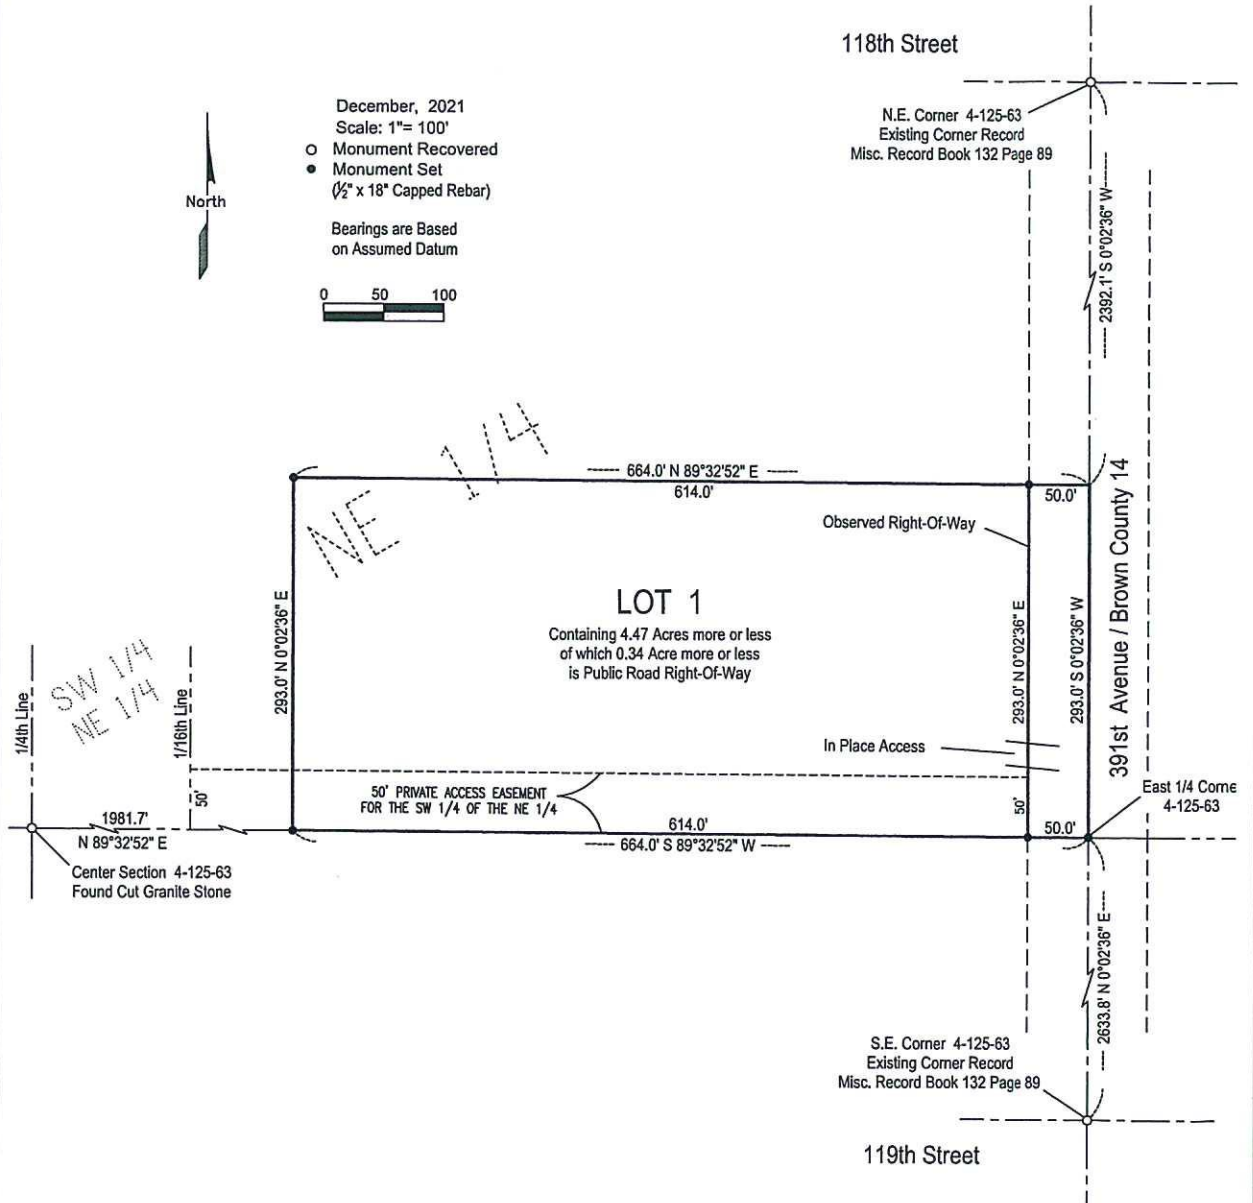 118th Street
December, 2021
Scale: 1"= 100'
Monument Recovered
Monument Set
(½" x 18" Capped Rebar)
North
Bearings are Based
on Assumed Datum
0 50 100
N.E. Corner 4-125-63
Existing Corner Record
Misc. Record Book 132 Page 89
2392.1' S 0°02'36" W
NE 1/4
664.0' N 89°32'52" E
614.0'
50.0'
Observed Right-Of-Way
391st Avenue / Brown County 14
LOT 1
Containing 4.47 Acres more or less
of which 0.34 Acre more or less
is Public Road Right-Of-Way
293.0' N 0°02'36" E
293.0' N 0°02'36" E
293.0' S 0°02'36" W
SW 1/4
NE 1/4
1/4th Line
1/16th Line
In Place Access
50' PRIVATE ACCESS EASEMENT
FOR THE SW 1/4 OF THE NE 1/4
50'
50'
East 1/4 Corne
4-125-63
1981.7'
N 89°32'52" E
614.0'
50.0'
664.0' S 89°32'52" W
Center Section 4-125-63
Found Cut Granite Stone
2633.8' N 0°02'36" E
S.E. Corner 4-125-63
Existing Corner Record
Misc. Record Book 132 Page 89
119th Street